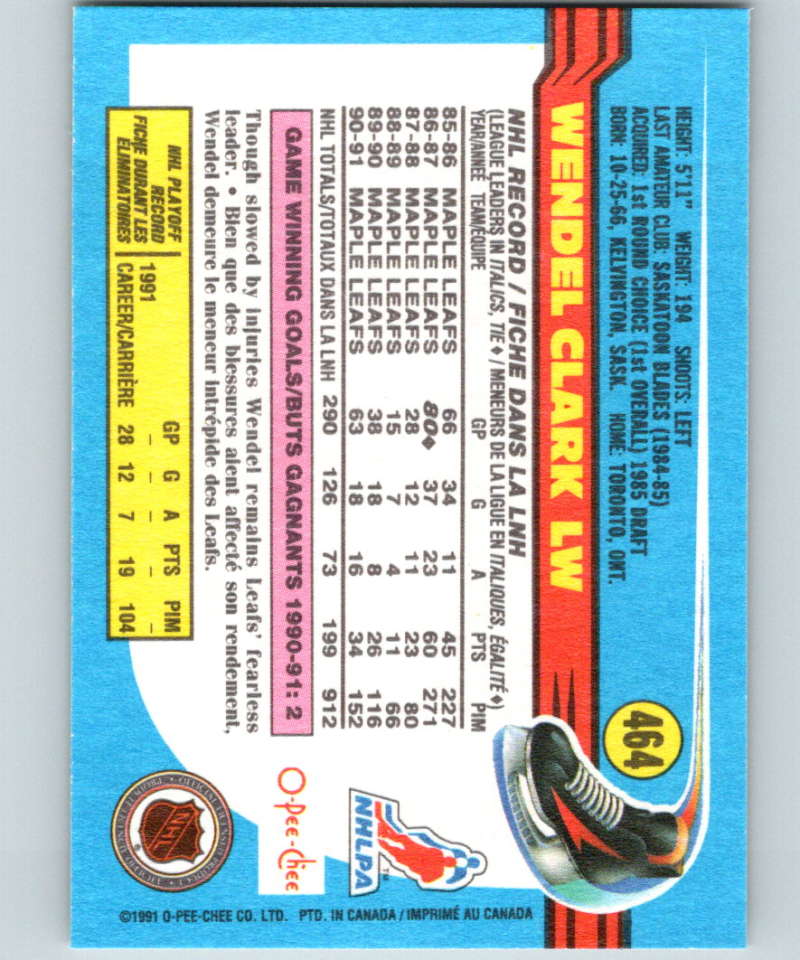 464
WENDEL CLARK LW
HEIGHT: 5'11" WEIGHT: 194 SHOOTS: LEFT
LAST AMATEUR CLUB: SASKATOON BLADES (1984-85)
ACQUIRED: 1st ROUND CHOICE (1st OVERALL) 1985 DRAFT
BORN: 10-25-66, KELVINGTON, SASK. HOME: TORONTO, ONT.
NHL RECORD / FICHE DANS LA LNH
(LEAGUE LEADERS IN ITALICS, TIE ♦ / MENEURS DE LA LIGUE EN ITALIQUES, ÉGALITÉ ♦)
YEAR/ANNÉE TEAM/ÉQUIPE GP G A PTS PIM
85-86 MAPLE LEAFS 66 34 11 45 227
86-87 MAPLE LEAFS 80♦ 37 23 60 271
87-88 MAPLE LEAFS 28 12 11 23 80
88-89 MAPLE LEAFS 15 7 4 11 66
89-90 MAPLE LEAFS 38 18 8 26 116
90-91 MAPLE LEAFS 63 18 16 34 152
NHL TOTALS/TOTAUX DANS LA LNH 290 126 73 199 912
GAME WINNING GOALS/BUTS GAGNANTS 1990-91: 2
Though slowed by injuries Wendel remains Leafs' fearless
leader. • Bien que des blessures aient affecté son rendement,
Wendel demeure le meneur intrépide des Leafs.
NHL PLAYOFF RECORD
FICHE DURANT LES ÉLIMINATOIRES
GP G A PTS PIM
1991 – – – – –
CAREER/CARRIÈRE 28 12 7 19 104
NHLPA
TM
O-Pee-Chee
NHL
®
©1991 O-PEE-CHEE CO. LTD. PTD. IN CANADA / IMPRIMÉ AU CANADA